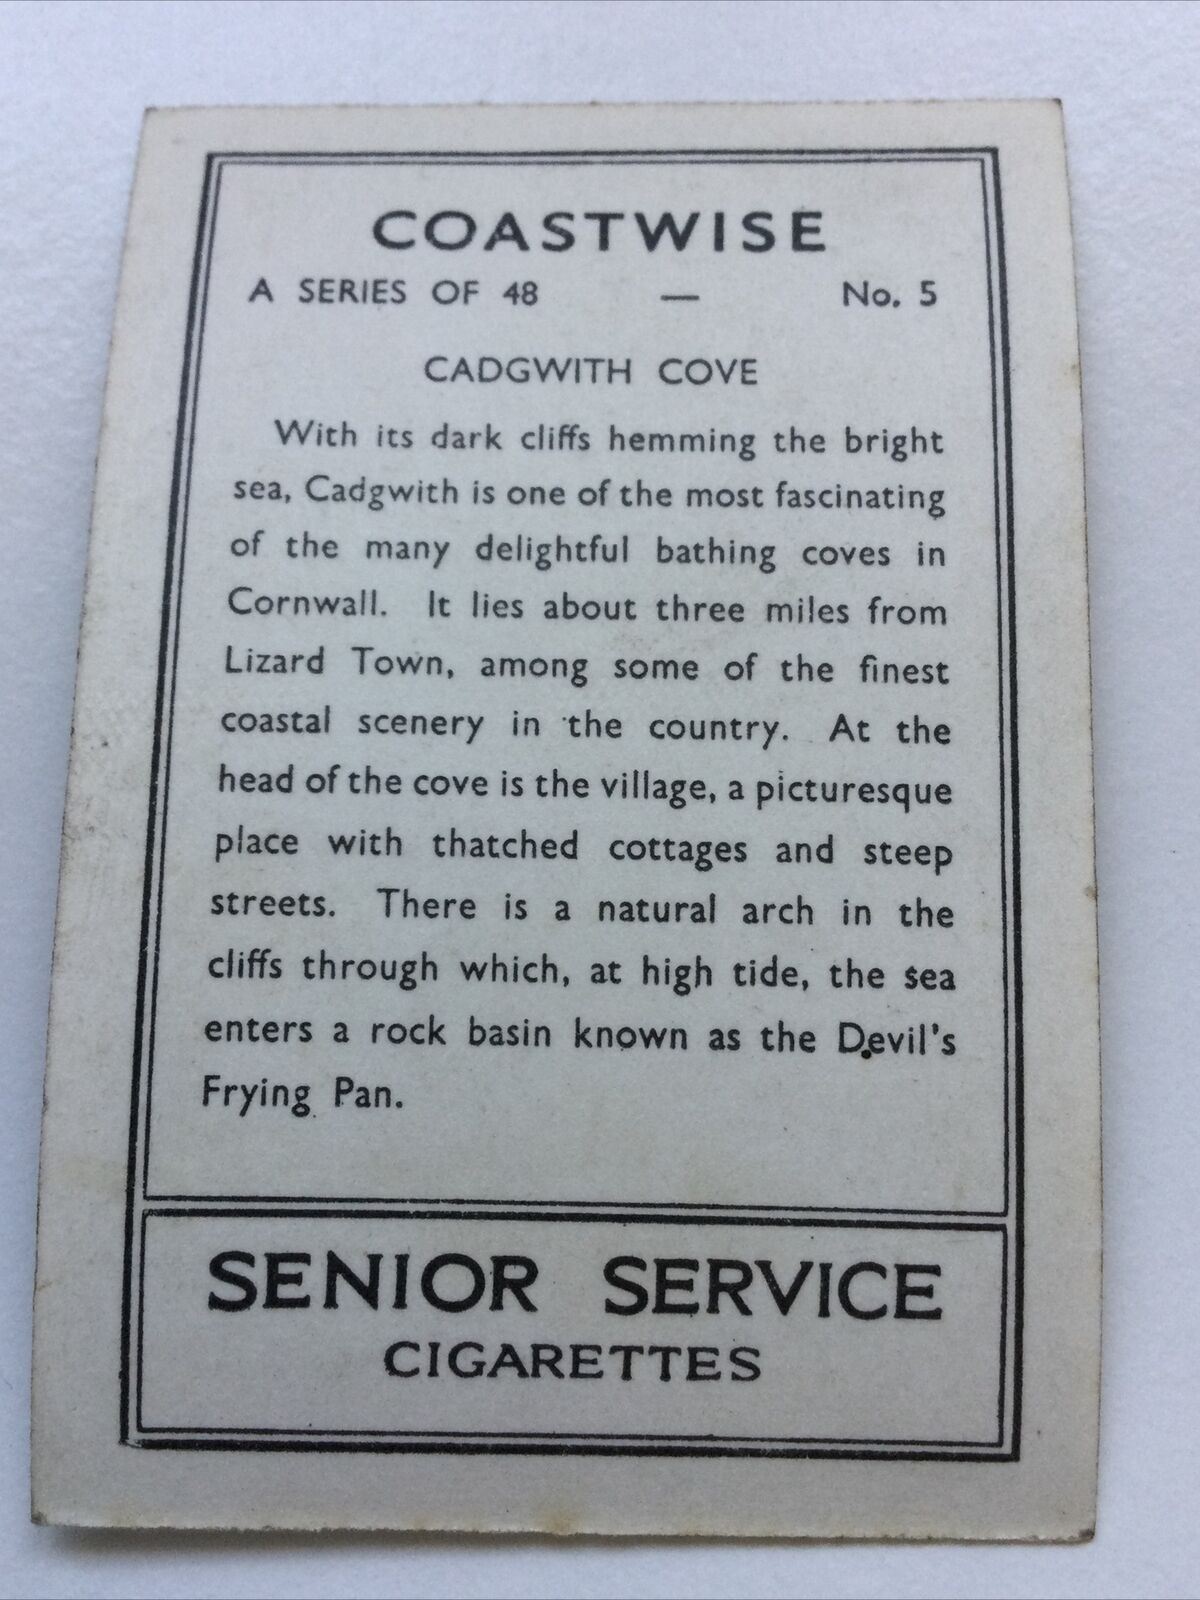 COASTWISE
A SERIES OF 48 — No. 5
CADGWITH COVE
With its dark cliffs hemming the bright
sea, Cadgwith is one of the most fascinating
of the many delightful bathing coves in
Cornwall. It lies about three miles from
Lizard Town, among some of the finest
coastal scenery in the country. At the
head of the cove is the village, a picturesque
place with thatched cottages and steep
streets. There is a natural arch in the
cliffs through which, at high tide, the sea
enters a rock basin known as the Devil's
Frying Pan.
SENIOR SERVICE
CIGARETTES